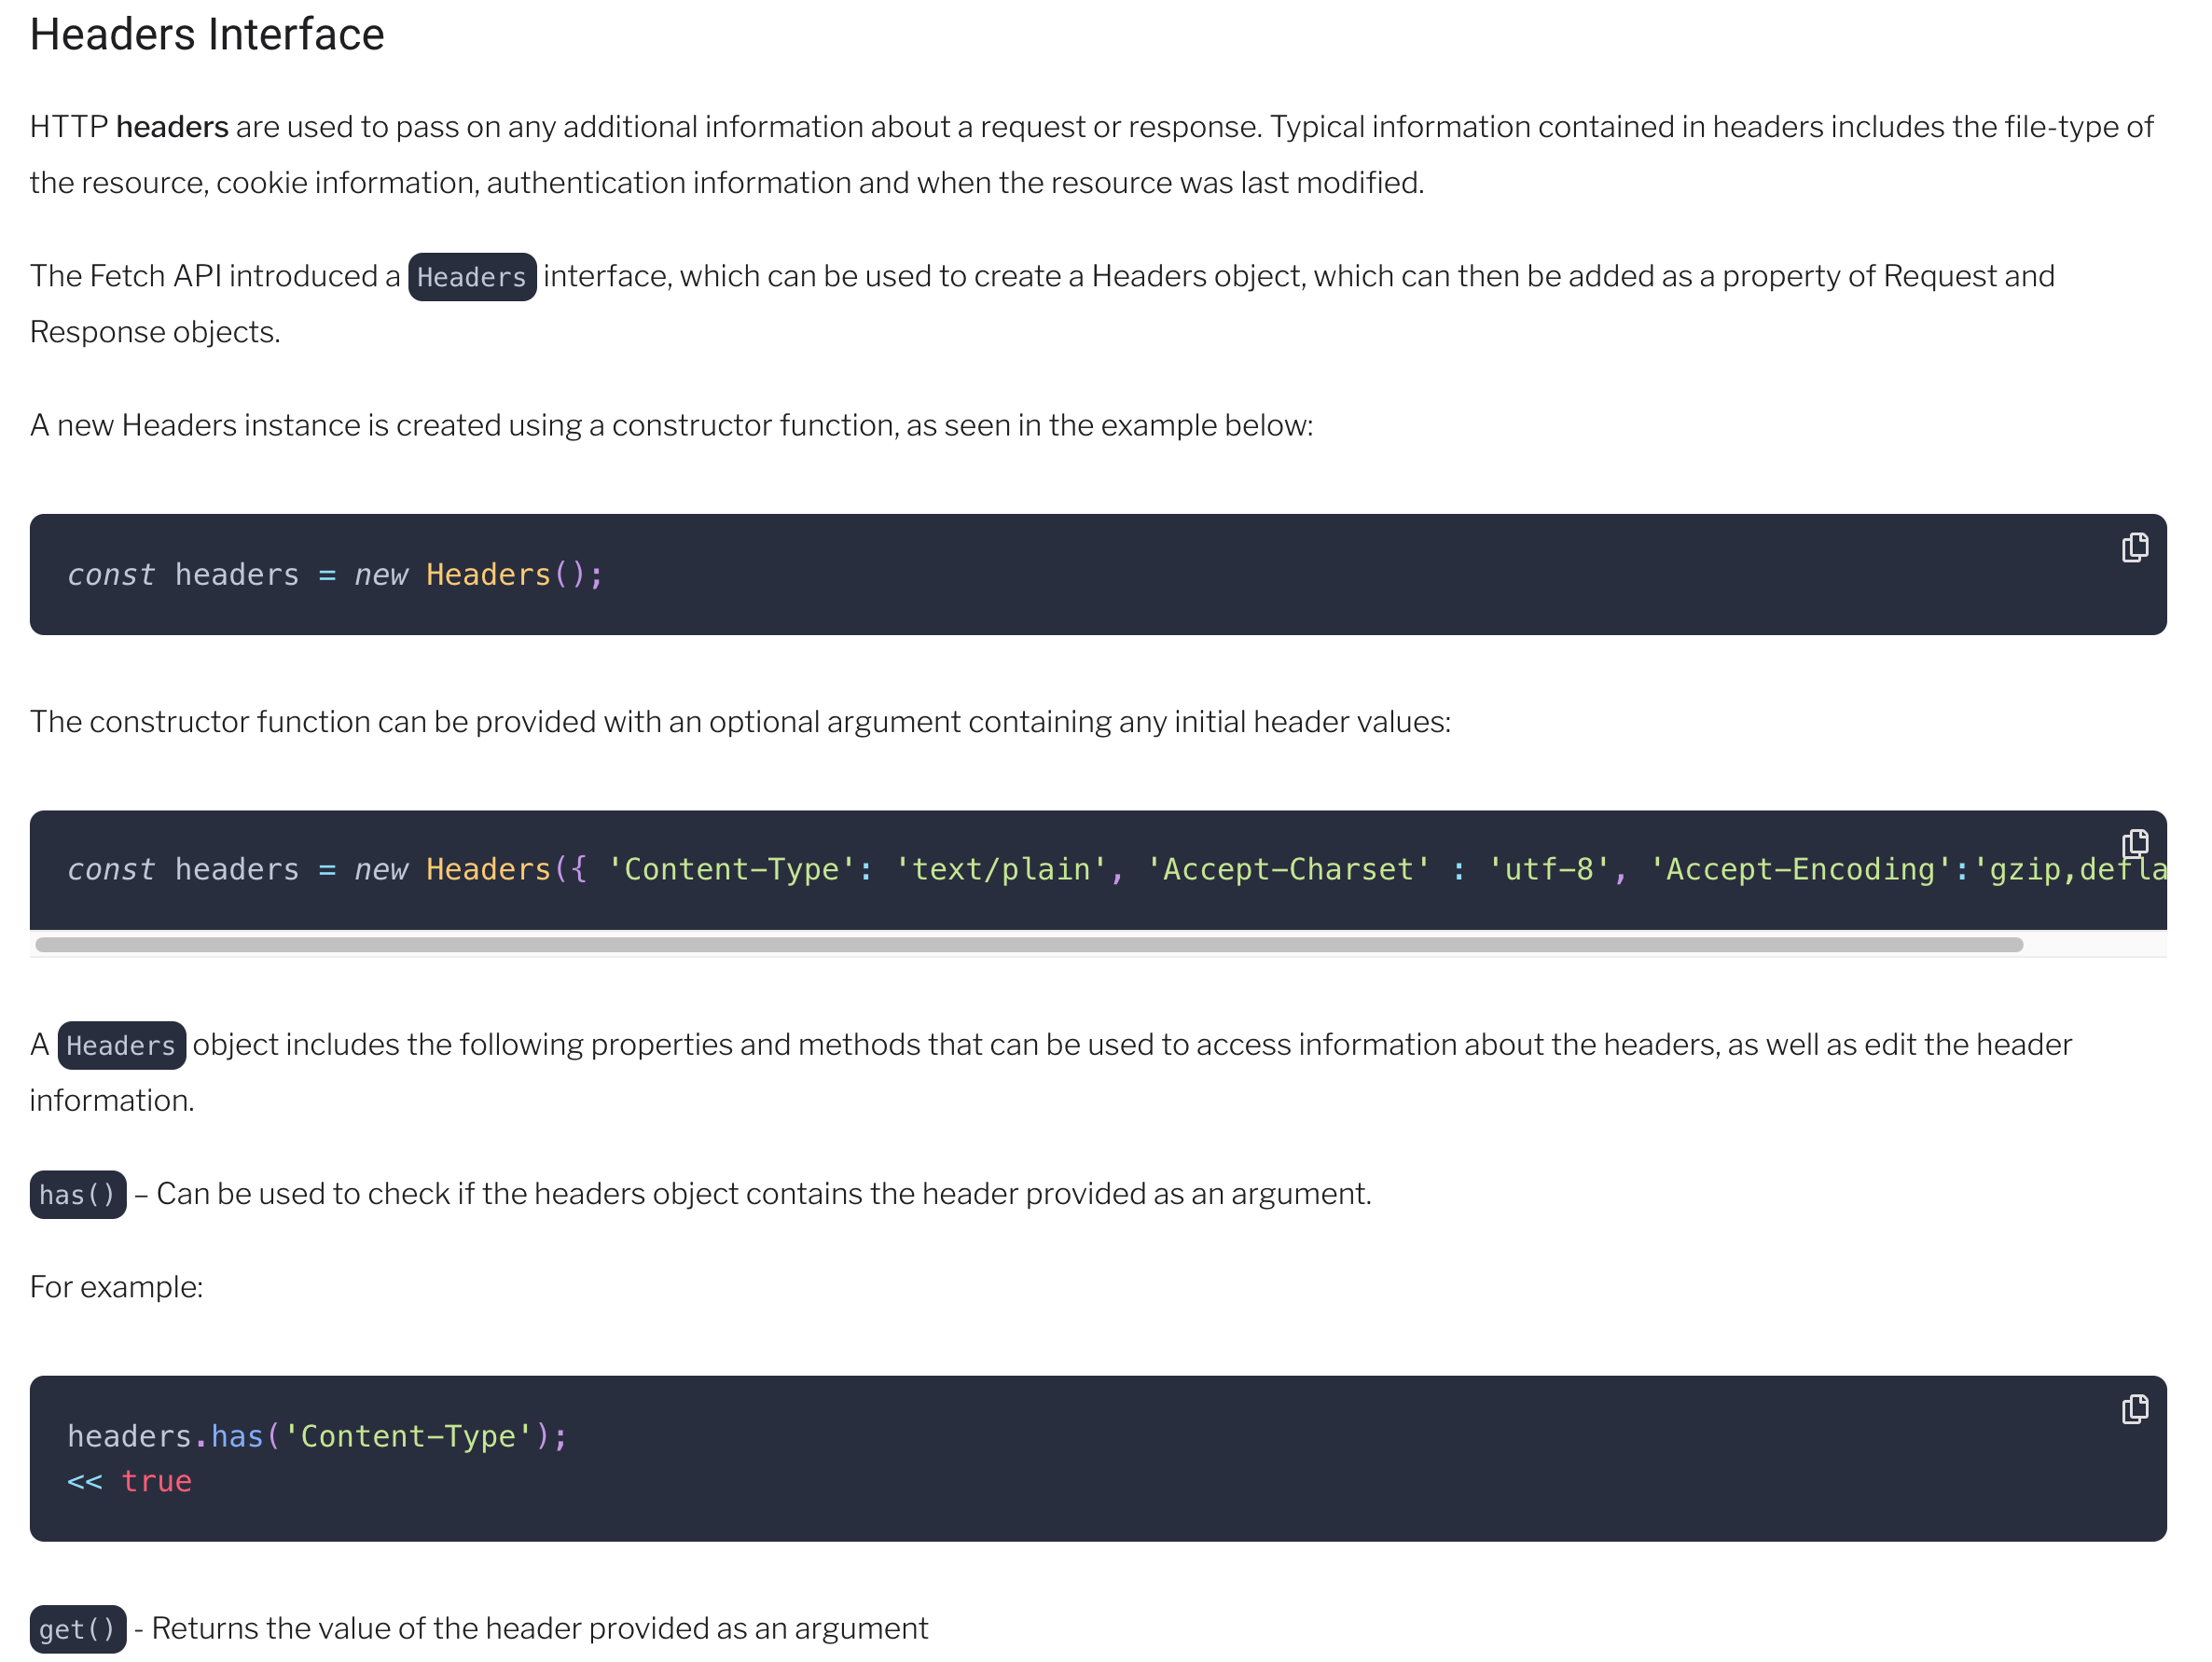 Headers Interface
HTTP headers are used to pass on any additional information about a request or response. Typical information contained in headers includes the file-type of
the resource, cookie information, authentication information and when the resource was last modified.
The Fetch API introduced a Headers interface, which can be used to create a Headers object, which can then be added as a property of Request and
Response objects.
A new Headers instance is created using a constructor function, as seen in the example below:
const headers = new Headers();
The constructor function can be provided with an optional argument containing any initial header values:
const headers = new Headers({ 'Content-Type': 'text/plain', 'Accept-Charset' : 'utf-8', 'Accept-Encoding':'gzip,defla
A Headers object includes the following properties and methods that can be used to access information about the headers, as well as edit the header
information.
has() – Can be used to check if the headers object contains the header provided as an argument.
For example:
headers.has('Content-Type');
<< true
get() - Returns the value of the header provided as an argument